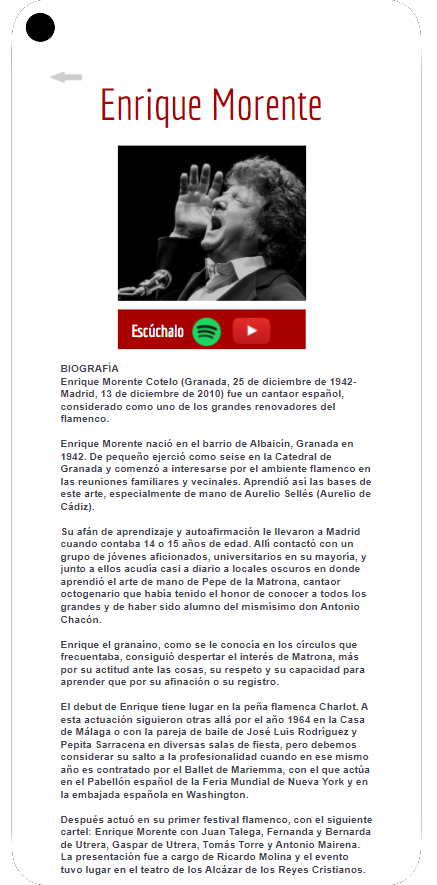 Enrique Morente
Escúchalo
BIOGRAFÍA
Enrique Morente Cotelo (Granada, 25 de diciembre de 1942-
Madrid, 13 de diciembre de 2010) fue un cantaor español,
considerado como uno de los grandes renovadores del
flamenco.
Enrique Morente nació en el barrio de Albaicín, Granada en
1942. De pequeño ejerció como seise en la Catedral de
Granada y comenzó a interesarse por el ambiente flamenco en
las reuniones familiares y vecinales. Aprendió así las bases de
este arte, especialmente de mano de Aurelio Sellés (Aurelio de
Cádiz).
Su afán de aprendizaje y autoafirmación le llevaron a Madrid
cuando contaba 14 o 15 años de edad. Allí contactó con un
grupo de jóvenes aficionados, universitarios en su mayoría, y
junto a ellos acudía casi a diario a locales oscuros en donde
aprendió el arte de mano de Pepe de la Matrona, cantaor
octogenario que había tenido el honor de conocer a todos los
grandes y de haber sido alumno del mismísimo don Antonio
Chacón.
Enrique el granaíno, como se le conocía en los círculos que
frecuentaba, consiguió despertar el interés de Matrona, más
por su actitud ante las cosas, su respeto y su capacidad para
aprender que por su afinación o su registro.
El debut de Enrique tiene lugar en la peña flamenca Charlot. A
esta actuación siguieron otras allá por el año 1964 en la Casa
de Málaga o con la pareja de baile de José Luis Rodríguez y
Pepita Sarracena en diversas salas de fiesta, pero debemos
considerar su salto a la profesionalidad cuando en ese mismo
año es contratado por el Ballet de Mariemma, con el que actúa
en el Pabellón español de la Feria Mundial de Nueva York y en
la embajada española en Washington.
Después actuó en su primer festival flamenco, con el siguiente
cartel: Enrique Morente con Juan Talega, Fernanda y Bernarda
de Utrera, Gaspar de Utrera, Tomás Torre y Antonio Mairena.
La presentación fue a cargo de Ricardo Molina y el evento
tuvo lugar en el teatro de los Alcázar de los Reyes Cristianos.